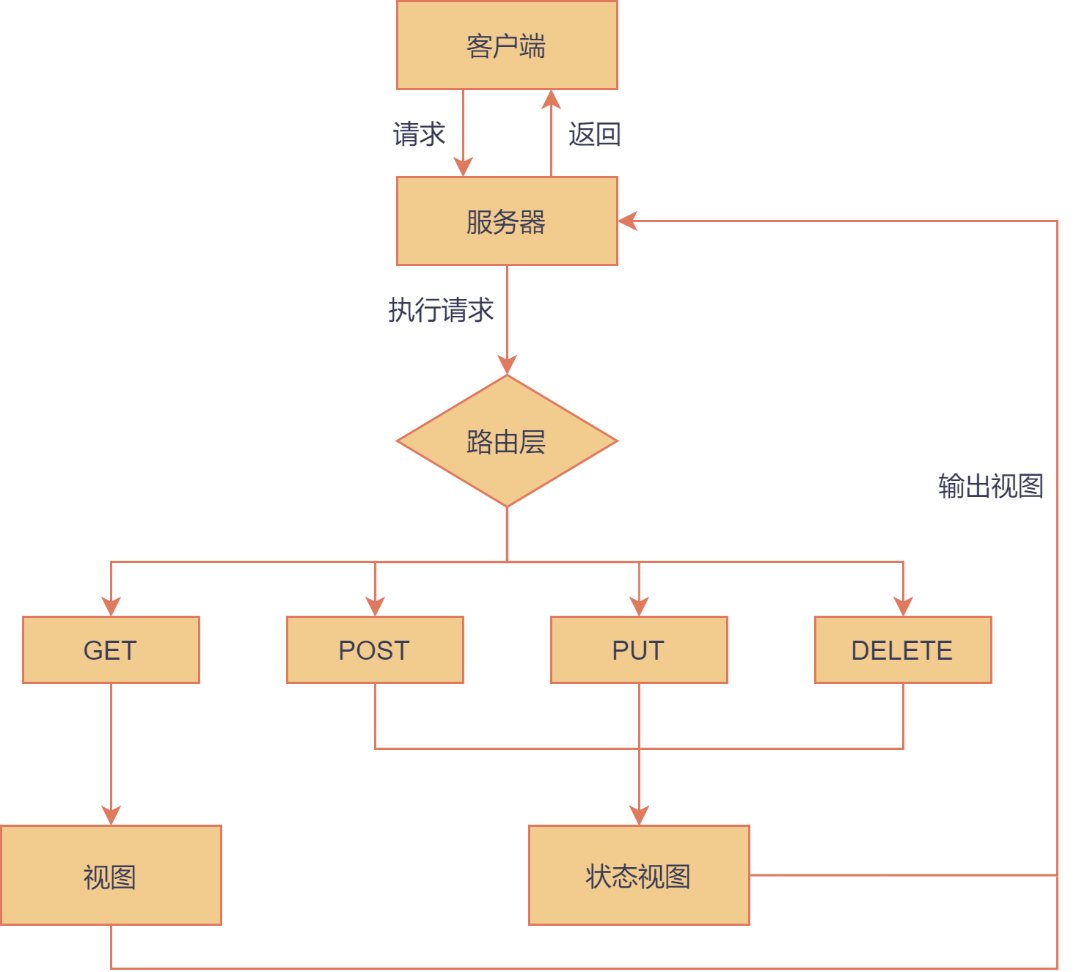 客户端
请求
返回
服务器
执行请求
路由层
输出视图
GET
POST
PUT
DELETE
视图
状态视图